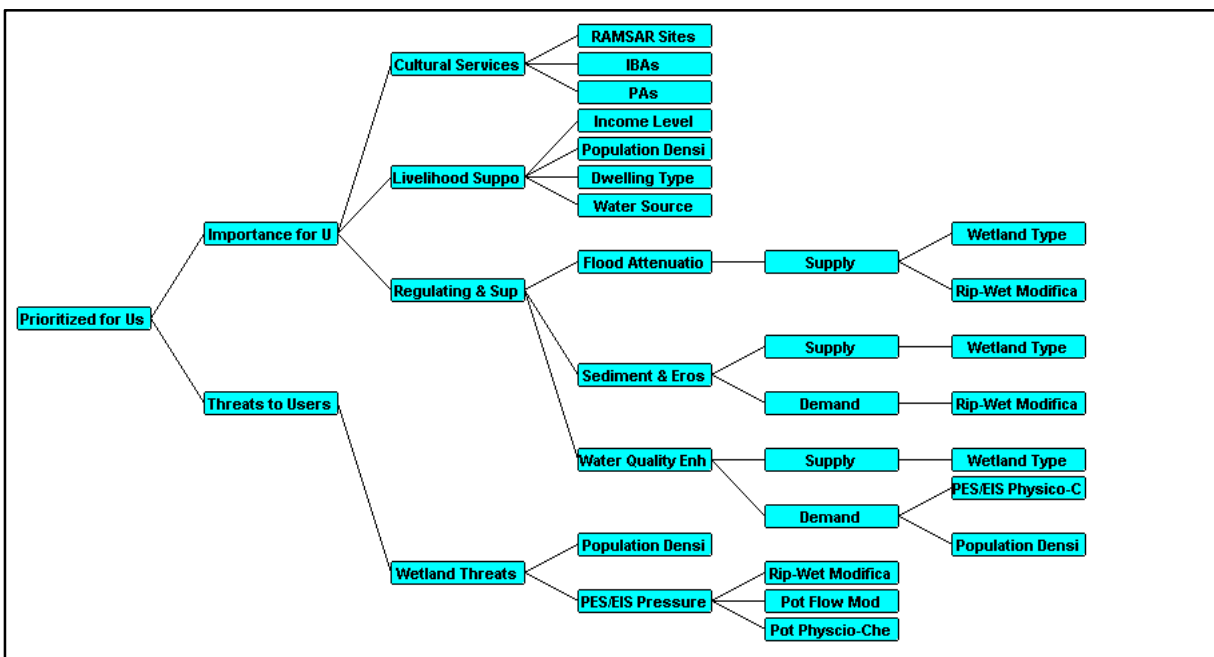 RAMSAR Sites
Cultural Services
IBAs
PAs
Income Level
Population Densi
Livelihood Suppo
Dwelling Type
Water Source
Importance for U
Wetland Type
Flood Attenuatio
Supply
Regulating & Sup
Rip-Wet Modifica
Prioritized for Us
Supply
Wetland Type
Sediment & Eros
Threats to Users
Demand
Rip-Wet Modifica
Water Quality Enh
Supply
Wetland Type
PES/EIS Physico-C
Demand
Population Densi
Population Densi
Wetland Threats
Rip-Wet Modifica
PES/EIS Pressure
Pot Flow Mod
Pot Physcio-Che